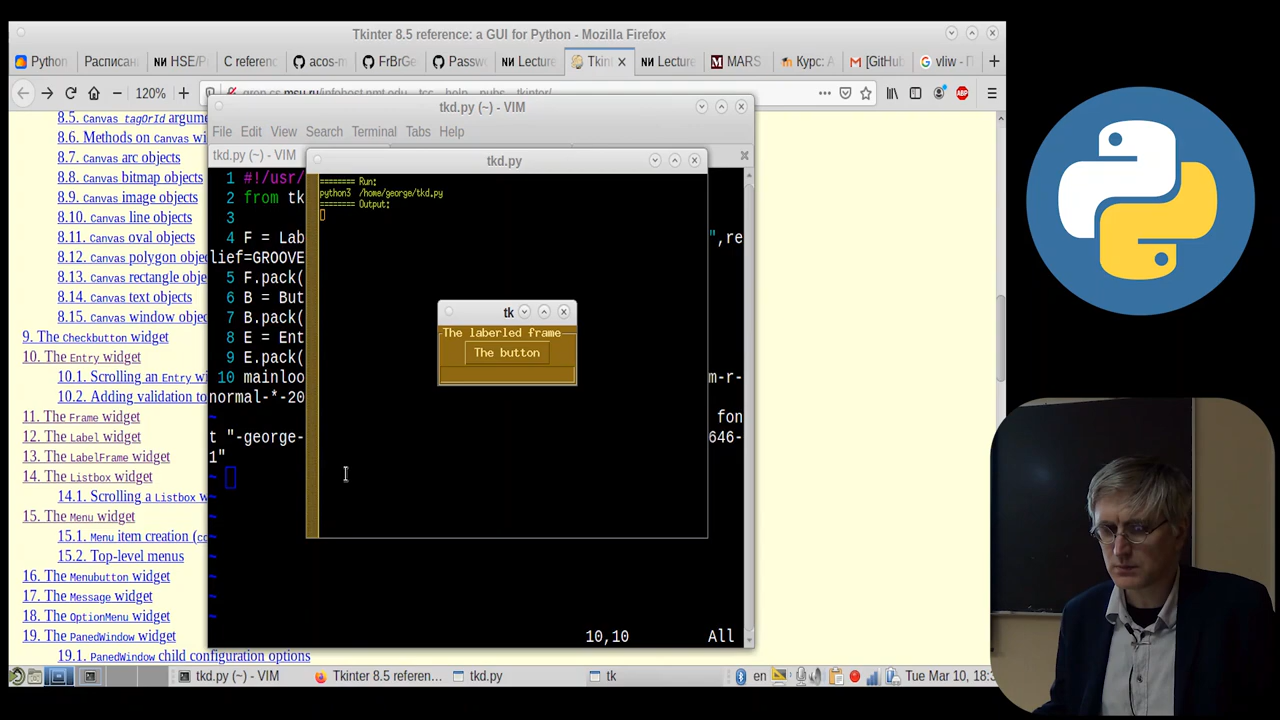 Tkinter 8.5 reference: a GUI for Python - Mozilla Firefox
Python
Расписан
ИИ HSE/P
C referenc
acos-m
FrBrGe
Passw
ИИ Lecture
Tkin
ИИ Lecture
MARS
Курс: А
[GitHub
vliw -
120%
tkd.py (~) - VIM
File Edit View Search Terminal Tabs Help
tkd.py (~) - VIM
tkd.py
======== Run:
python3 /home/george/tkd.py
======== Output:
1 #!/usr/
2 from tk
3
4 F = Lab
",re
lief=GROOVE
5 F.pack(
6 B = But
7 B.pack(
8 E = Ent
9 E.pack(
10 mainloo
m-r-
normal-*-20
~
fon
t "-george-
646-
1"
~
~
~
~
~
~
~
10,10
All
tk
The laberled frame
The button
8.5. Canvas tagOrId argume
8.6. Methods on Canvas wi
8.7. Canvas arc objects
8.8. Canvas bitmap objects
8.9. Canvas image objects
8.10. Canvas line objects
8.11. Canvas oval objects
8.12. Canvas polygon objec
8.13. Canvas rectangle obje
8.14. Canvas text objects
8.15. Canvas window objec
9. The Checkbutton widget
10. The Entry widget
10.1. Scrolling an Entry wi
10.2. Adding validation to
11. The Frame widget
12. The Label widget
13. The LabelFrame widget
14. The Listbox widget
14.1. Scrolling a Listbox w
15. The Menu widget
15.1. Menu item creation (co
15.2. Top-level menus
16. The Menubutton widget
17. The Message widget
18. The OptionMenu widget
19. The PanedWindow widget
19.1. PanedWindow child configuration options
tkd.py (~) - VIM
Tkinter 8.5 referen...
tkd.py
tk
en
Tue Mar 10, 18:3